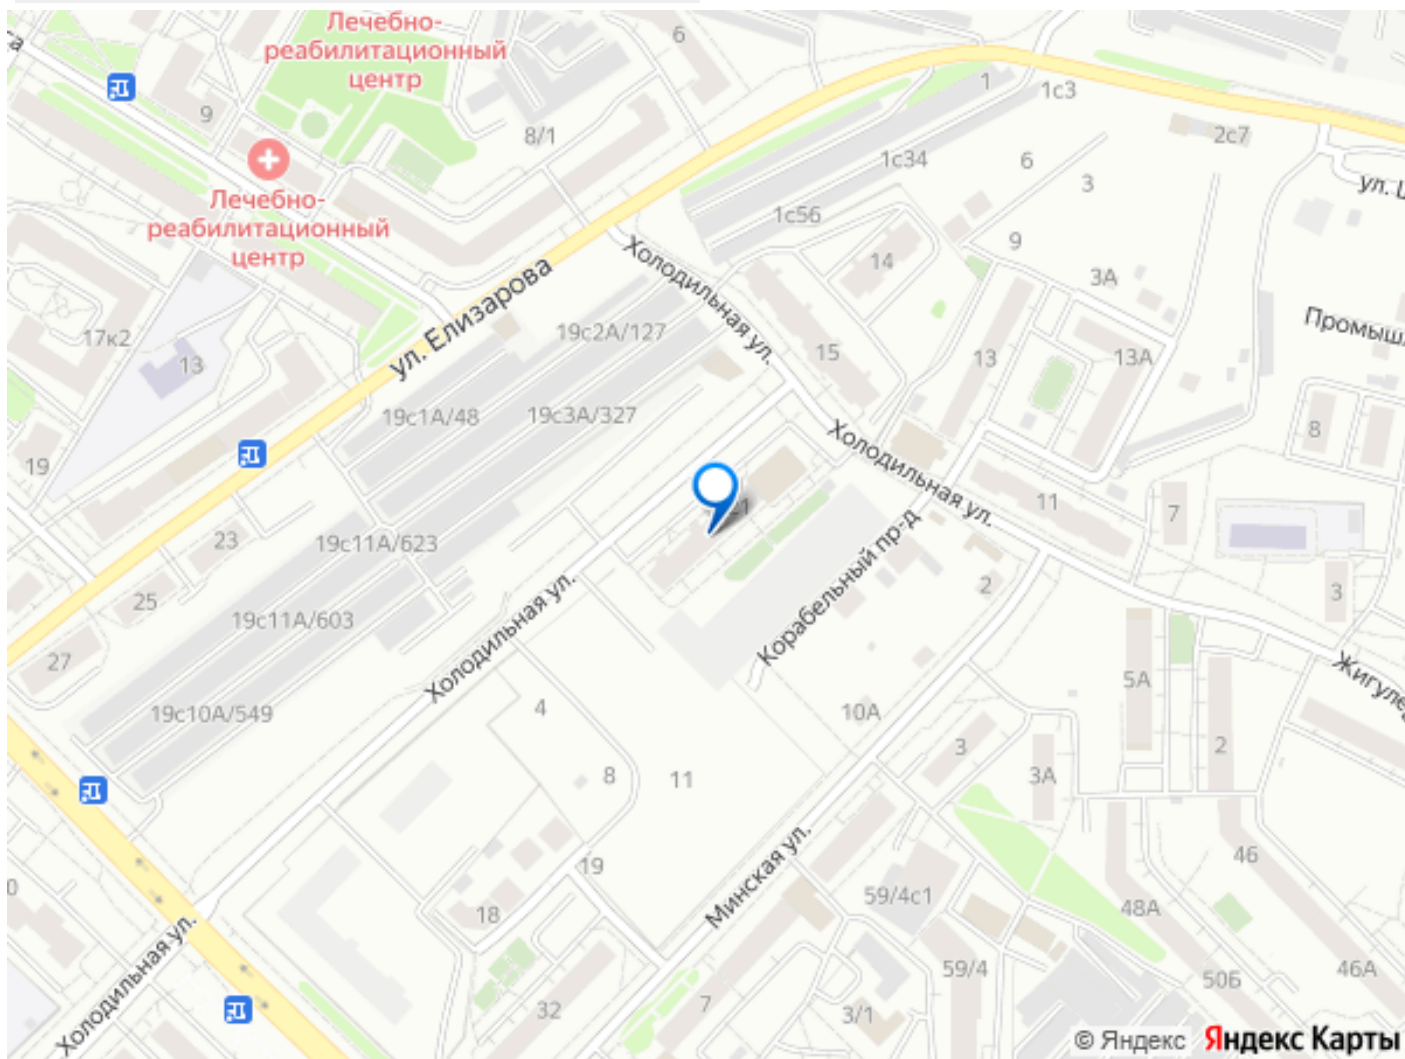 Лечебно-
реабилитационный
центр
6
9
8/1
1
1с3
2с7
1с34
6
3
Лечебно-
реабилитационный
центр
1с56
9
14
3А
Холодильная ул.
ул. Елизарова
17к2
13
19с2А/127
15
13
13А
Промыш
19с1А/48
19с3А/327
8
19
Холодильная ул.
11
7
23
19с11А/623
Корабельный пр-д
25
19с11А/603
Холодильная ул.
2
3
27
5А
Жигулев
19с10А/549
4
10А
3
2
8
11
3А
Минская ул.
46
19
59/4с1
18
48А
Холодильная ул.
59/4
50Б
46А
32
7
3/1
© Яндекс Яндекс Карты